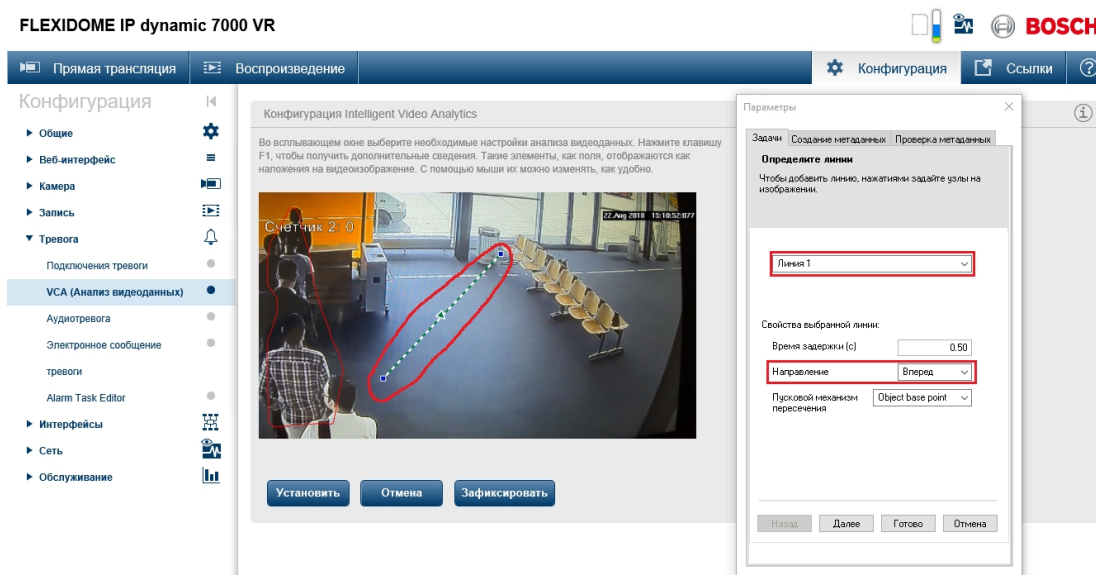 FLEXIDOME IP dynamic 7000 VR
BOSCH
Прямая трансляция
Воспроизведение
Конфигурация
Ссылки
Конфигурация
Общие
Веб-интерфейс
Камера
Запись
Тревога
Подключения тревоги
VCA (Анализ видеоданных)
Аудиотревога
Электронное сообщение
тревоги
Alarm Task Editor
Интерфейсы
Сеть
Обслуживание
Конфигурация Intelligent Video Analytics
Во всплывающем окне выберите необходимые настройки анализа видеоданных. Нажмите клавишу
F1, чтобы получить дополнительные сведения. Такие элементы, как поля, отображаются как
наложения на видеоизображение. С помощью мыши их можно изменять, как удобно.
Счетчик 2: 0
22.Aug 2018 15:10:52:077
Установить
Отмена
Зафиксировать
Параметры
Задачи
Создание метаданных
Проверка метаданных
Определите линии
Чтобы добавить линию, нажатиями задайте узлы на
изображении.
Линия 1
Свойства выбранной линии:
Время задержки (с)
0.50
Направление
Вперед
Пусковой механизм
пересечения
Object base point
Назад
Далее
Готово
Отмена